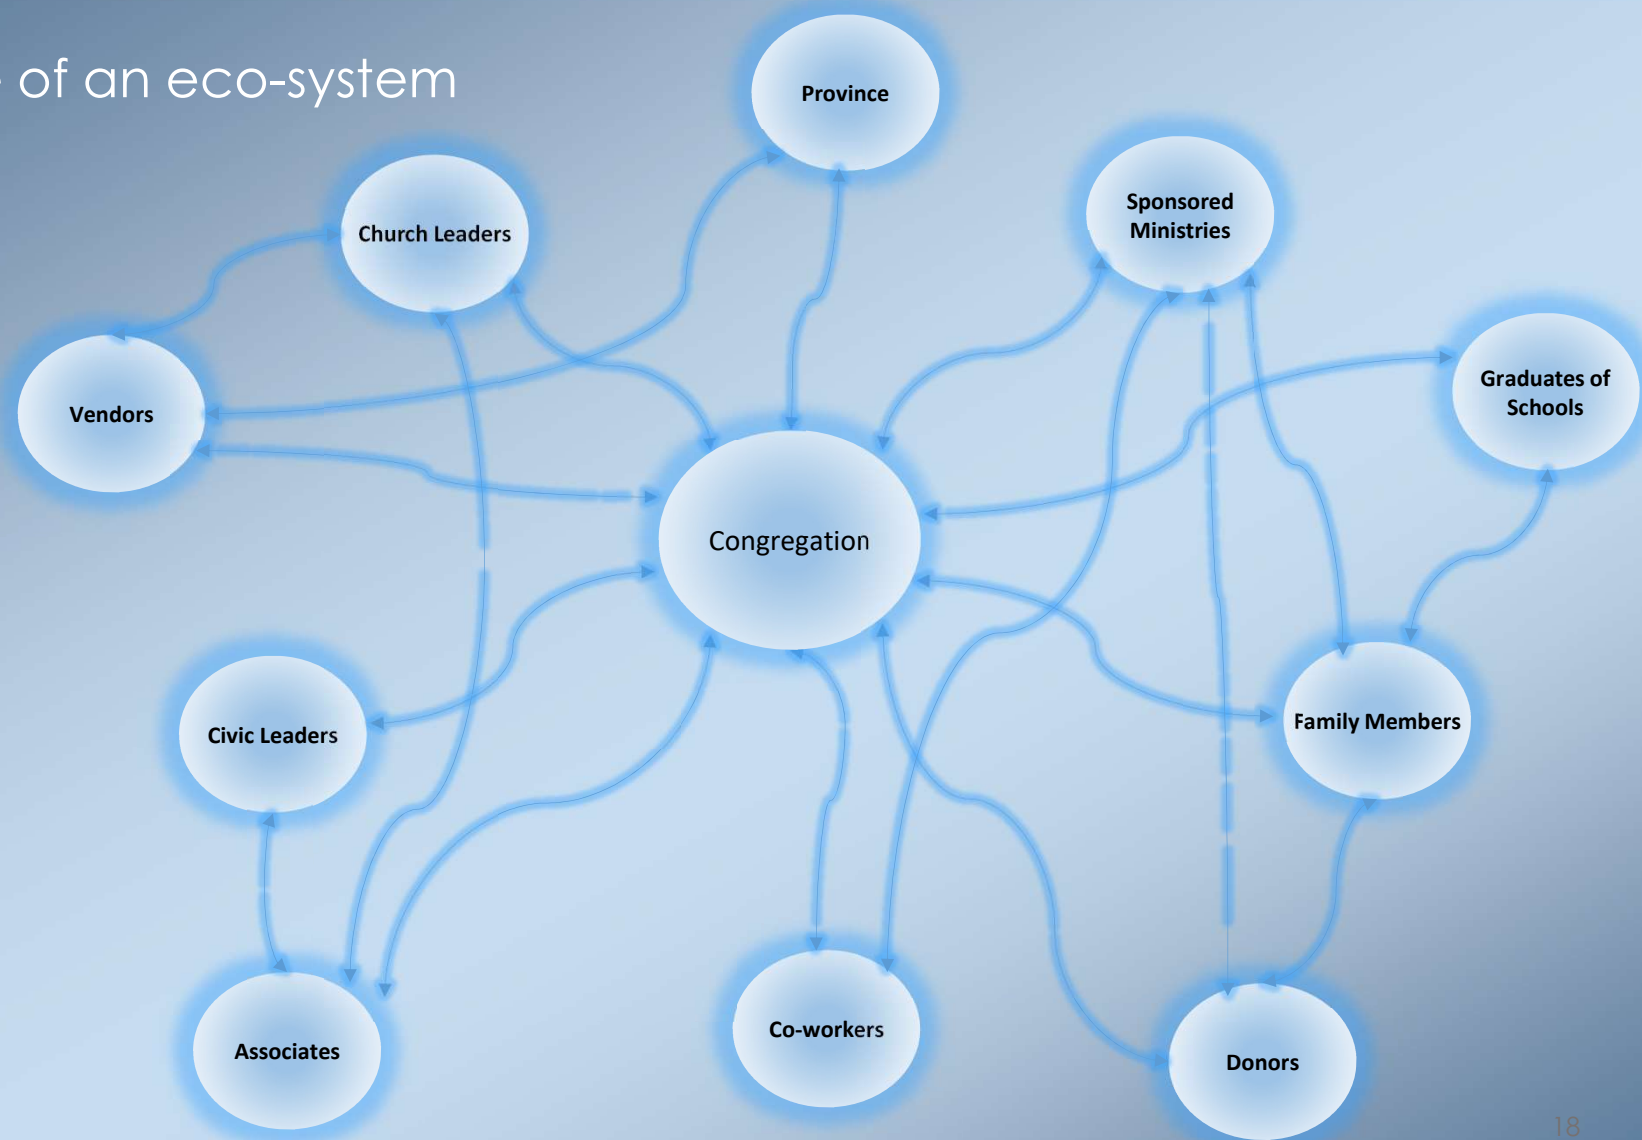 of an eco-system
Province
Church Leaders
Sponsored
Ministries
Vendors
Graduates of
Schools
Congregation
Civic Leaders
Family Members
Associates
Co-workers
Donors
18